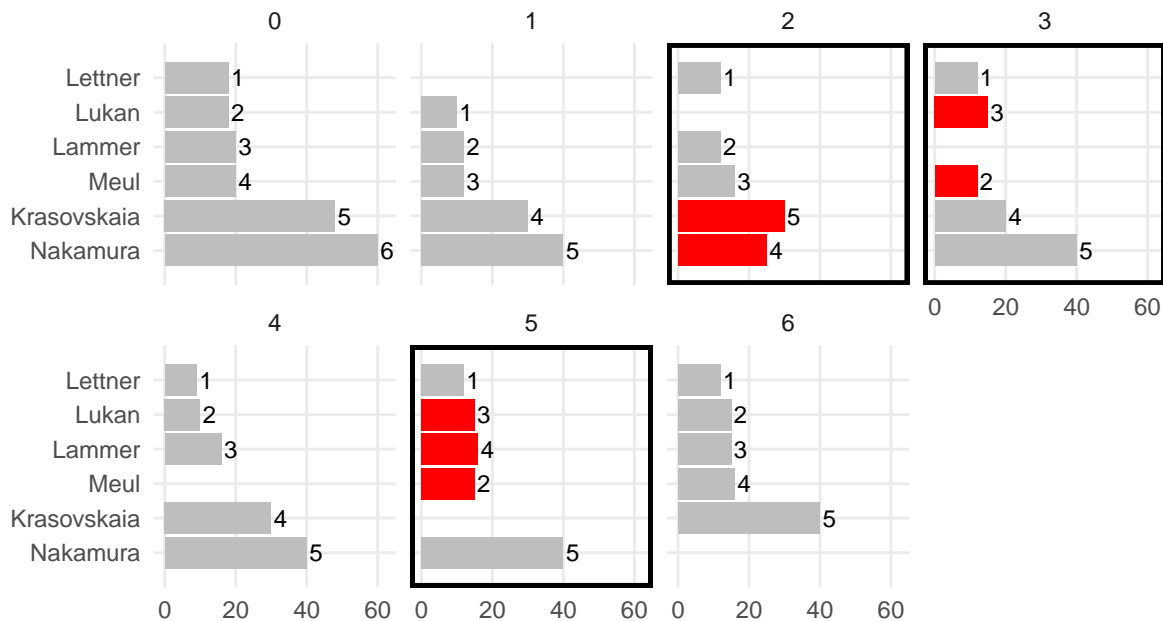 0 1 2 3
Lettner 1 1 1
Lukan 2 1 3
Lammer 3 2 2
Meul 4 3 3 2
Krasovskaia 5 4 5 4
Nakamura 6 5 4 5
0 20 40 60
4 5 6
Lettner 1 1 1
Lukan 2 3 2
Lammer 3 4 3
Meul 2 4
Krasovskaia 4 5
Nakamura 5 5
0 20 40 60 0 20 40 60 0 20 40 60